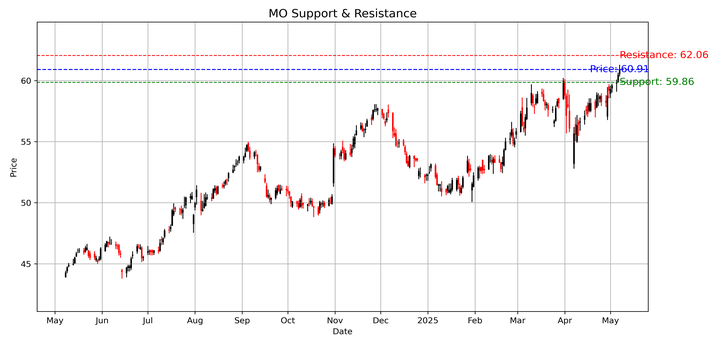 MO Support & Resistance
Resistance: 62.06
Price: 60.91
Support: 59.86
60
55
50
45
Price
May Jun Jul Aug Sep Oct Nov Dec 2025 Feb Mar Apr May
Date